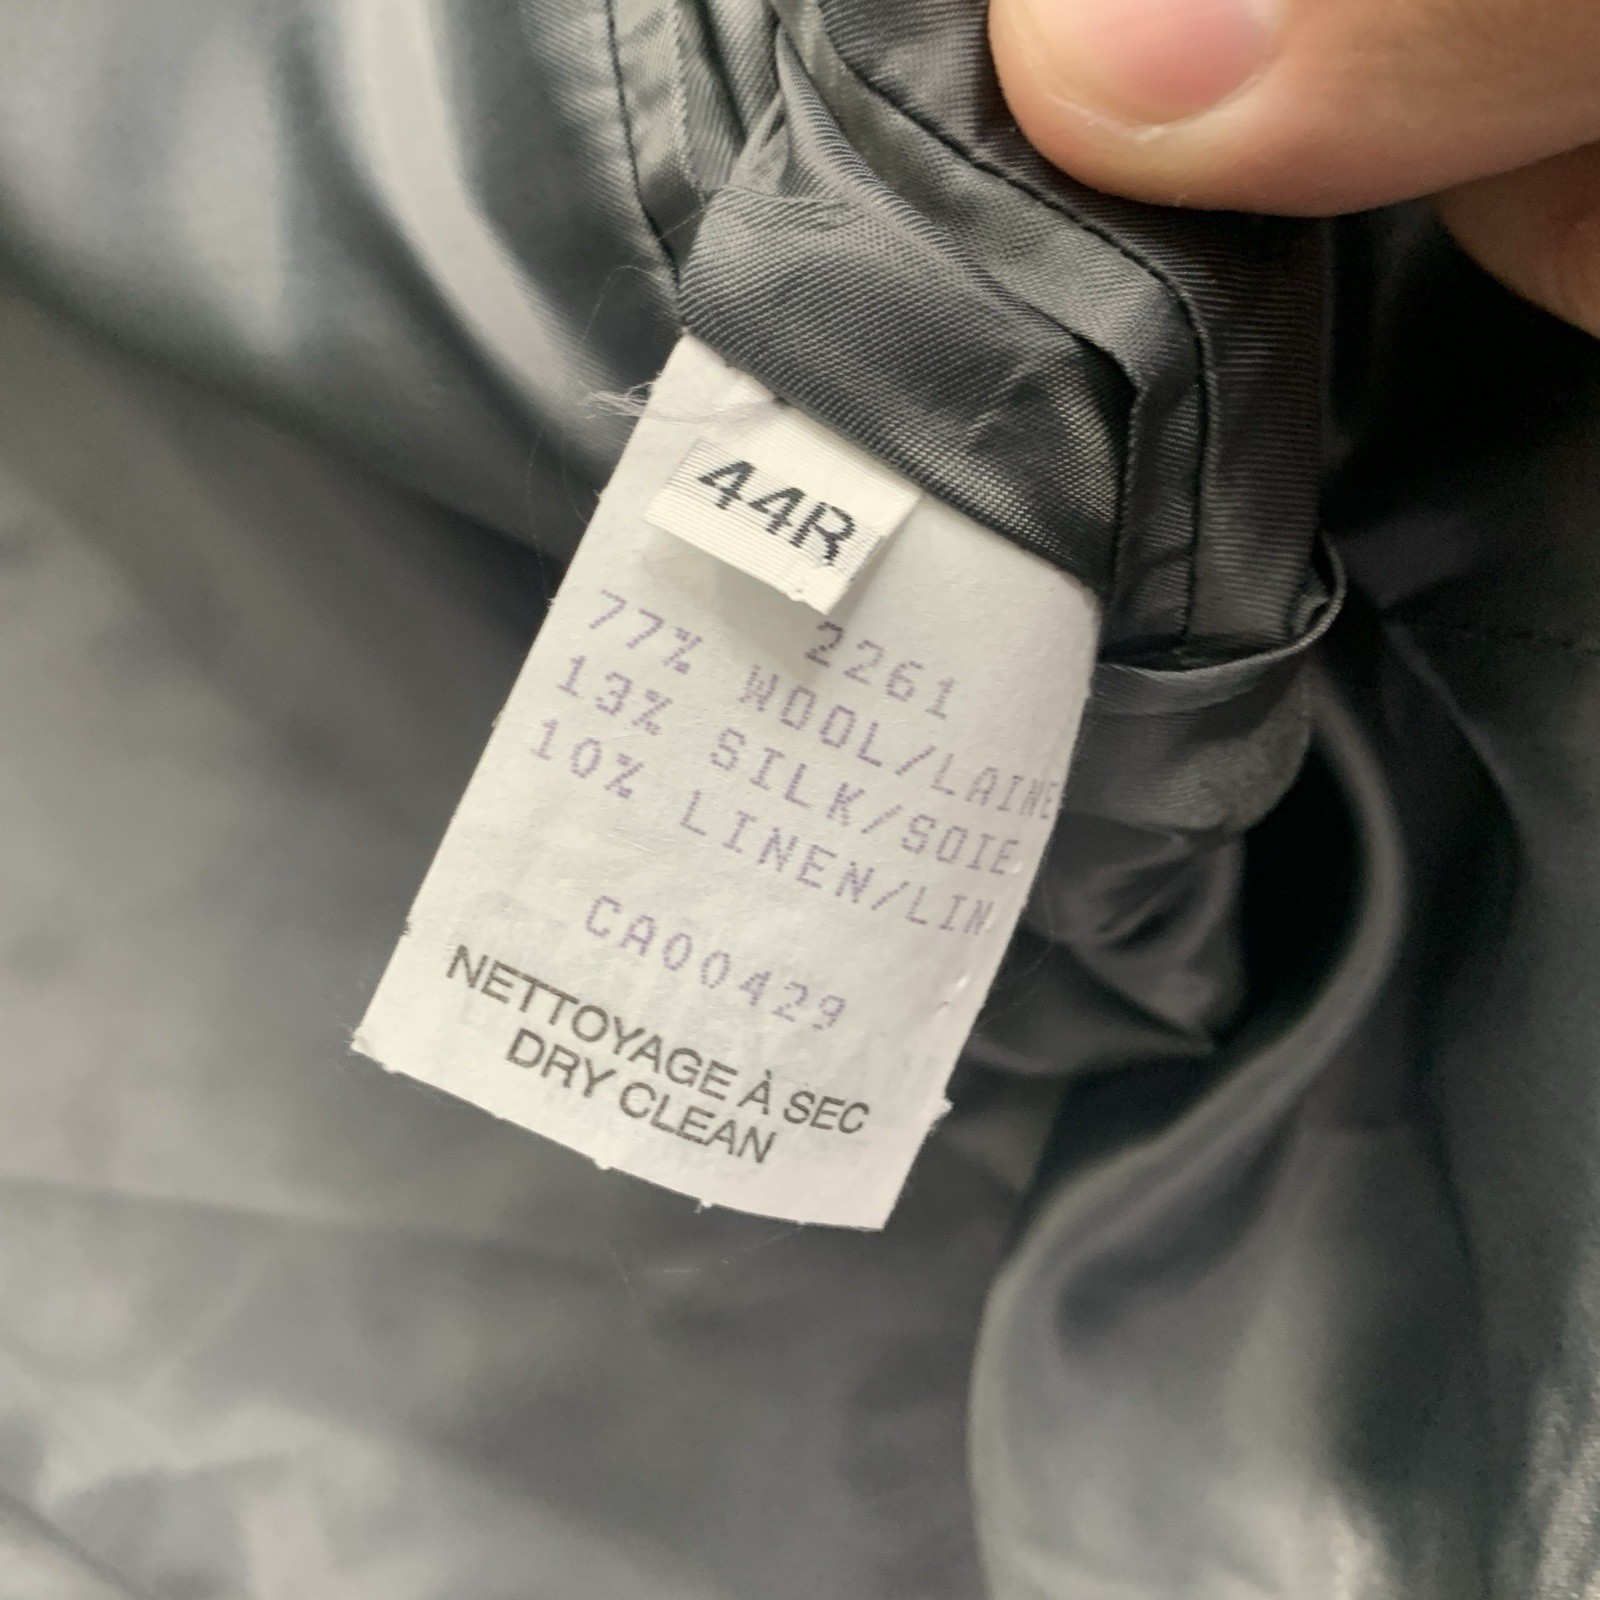 44R
2261
77% WOOL/LAINE
13% SILK/SOIE
10% LINEN/LIN
CA00429
NETTOYAGE À SEC
DRY CLEAN